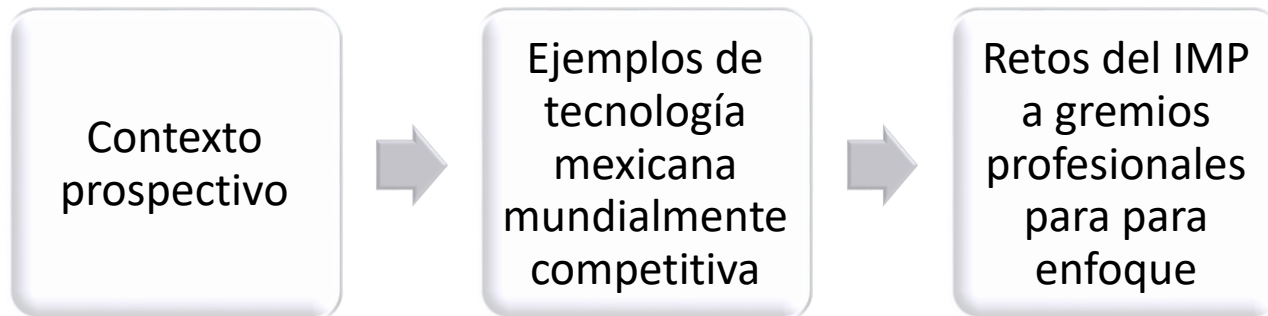 Contexto
prospectivo
Ejemplos de
tecnología
mexicana
mundialmente
competitiva
Retos del IMP
a gremios
profesionales
para para
enfoque